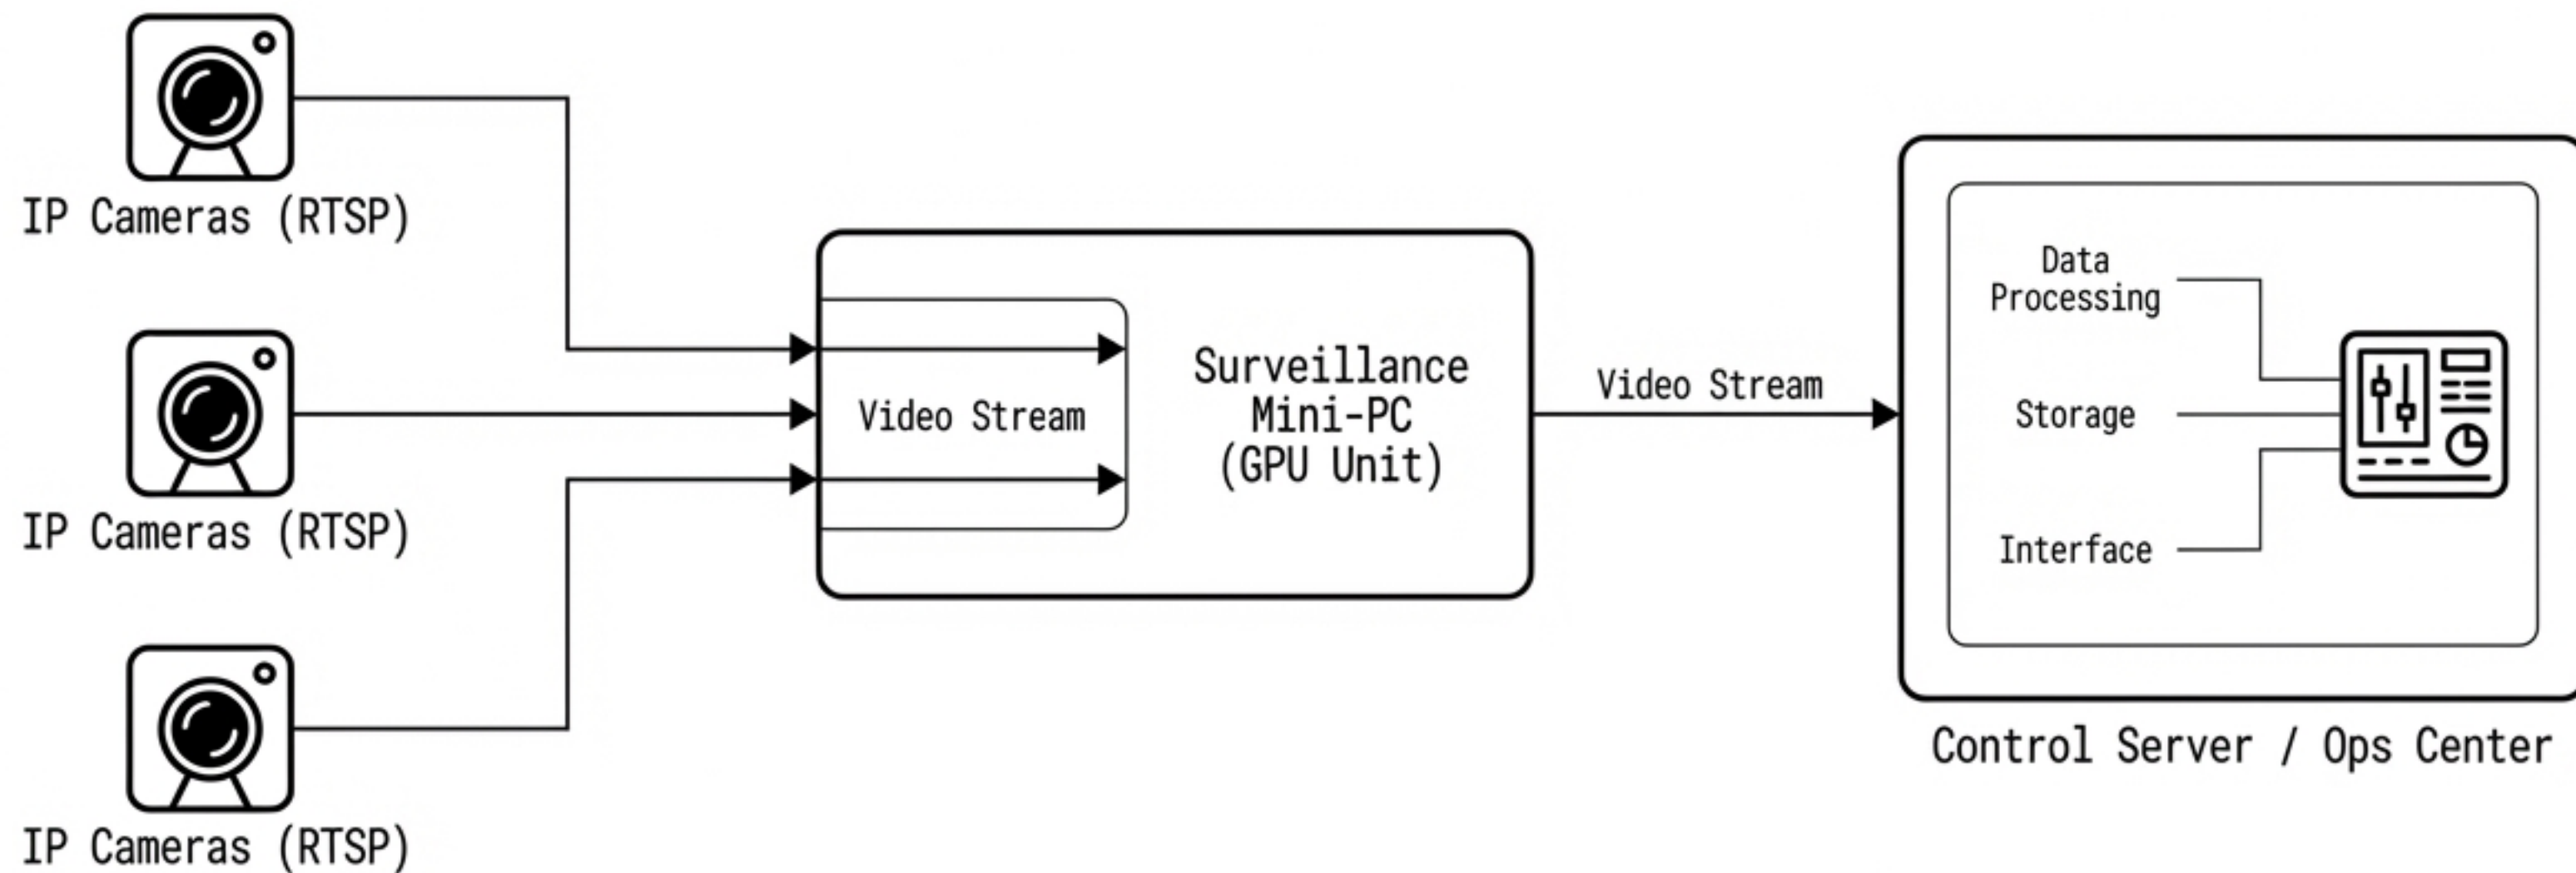 IP Cameras (RTSP)
IP Cameras (RTSP)
IP Cameras (RTSP)
Video Stream
Surveillance
Mini-PC
(GPU Unit)
Video Stream
Data
Processing
Storage
Interface
Control Server / Ops Center